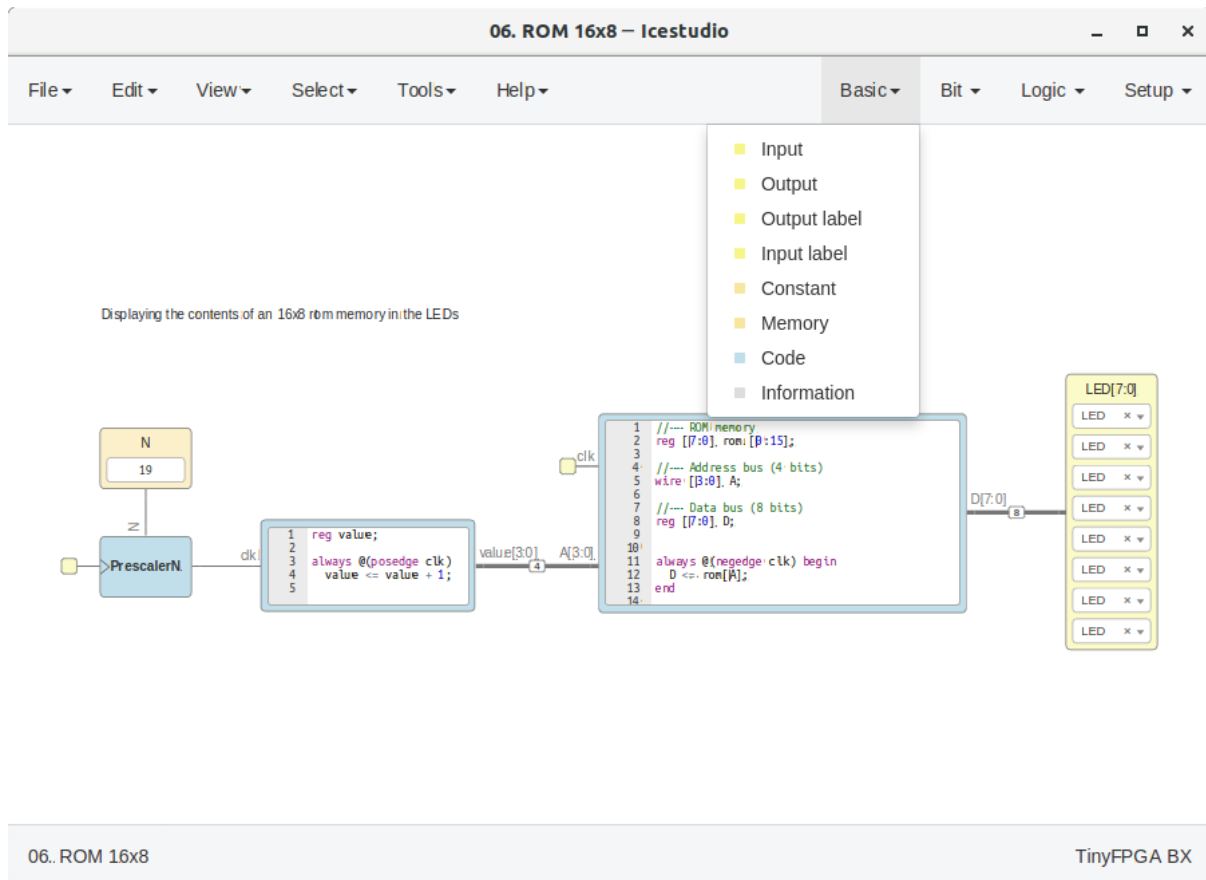 06. ROM 16x8 — Icestudio
File Edit View Select Tools Help Basic Bit Logic Setup
Input
Output
Output label
Input label
Constant
Memory
Code
Information
Displaying the contents of an 16x8 rom memory in the LEDs
N
19
N
PrescalerN
clk
1 reg value;
2
3 always @(posedge clk)
4 value <= value + 1;
5
value[3:0]
4
A[3:0]
clk
1 //--- ROM memory
2 reg [7:0] rom [0:15];
3
4 //--- Address bus (4 bits)
5 wire [3:0] A;
6
7 //--- Data bus (8 bits)
8 reg [7:0] D;
9
10
11 always @(negedge clk) begin
12 D <= rom[A];
13 end
14
D[7:0]
8
LED[7:0]
LED
LED
LED
LED
LED
LED
LED
LED
06. ROM 16x8
TinyFPGA BX